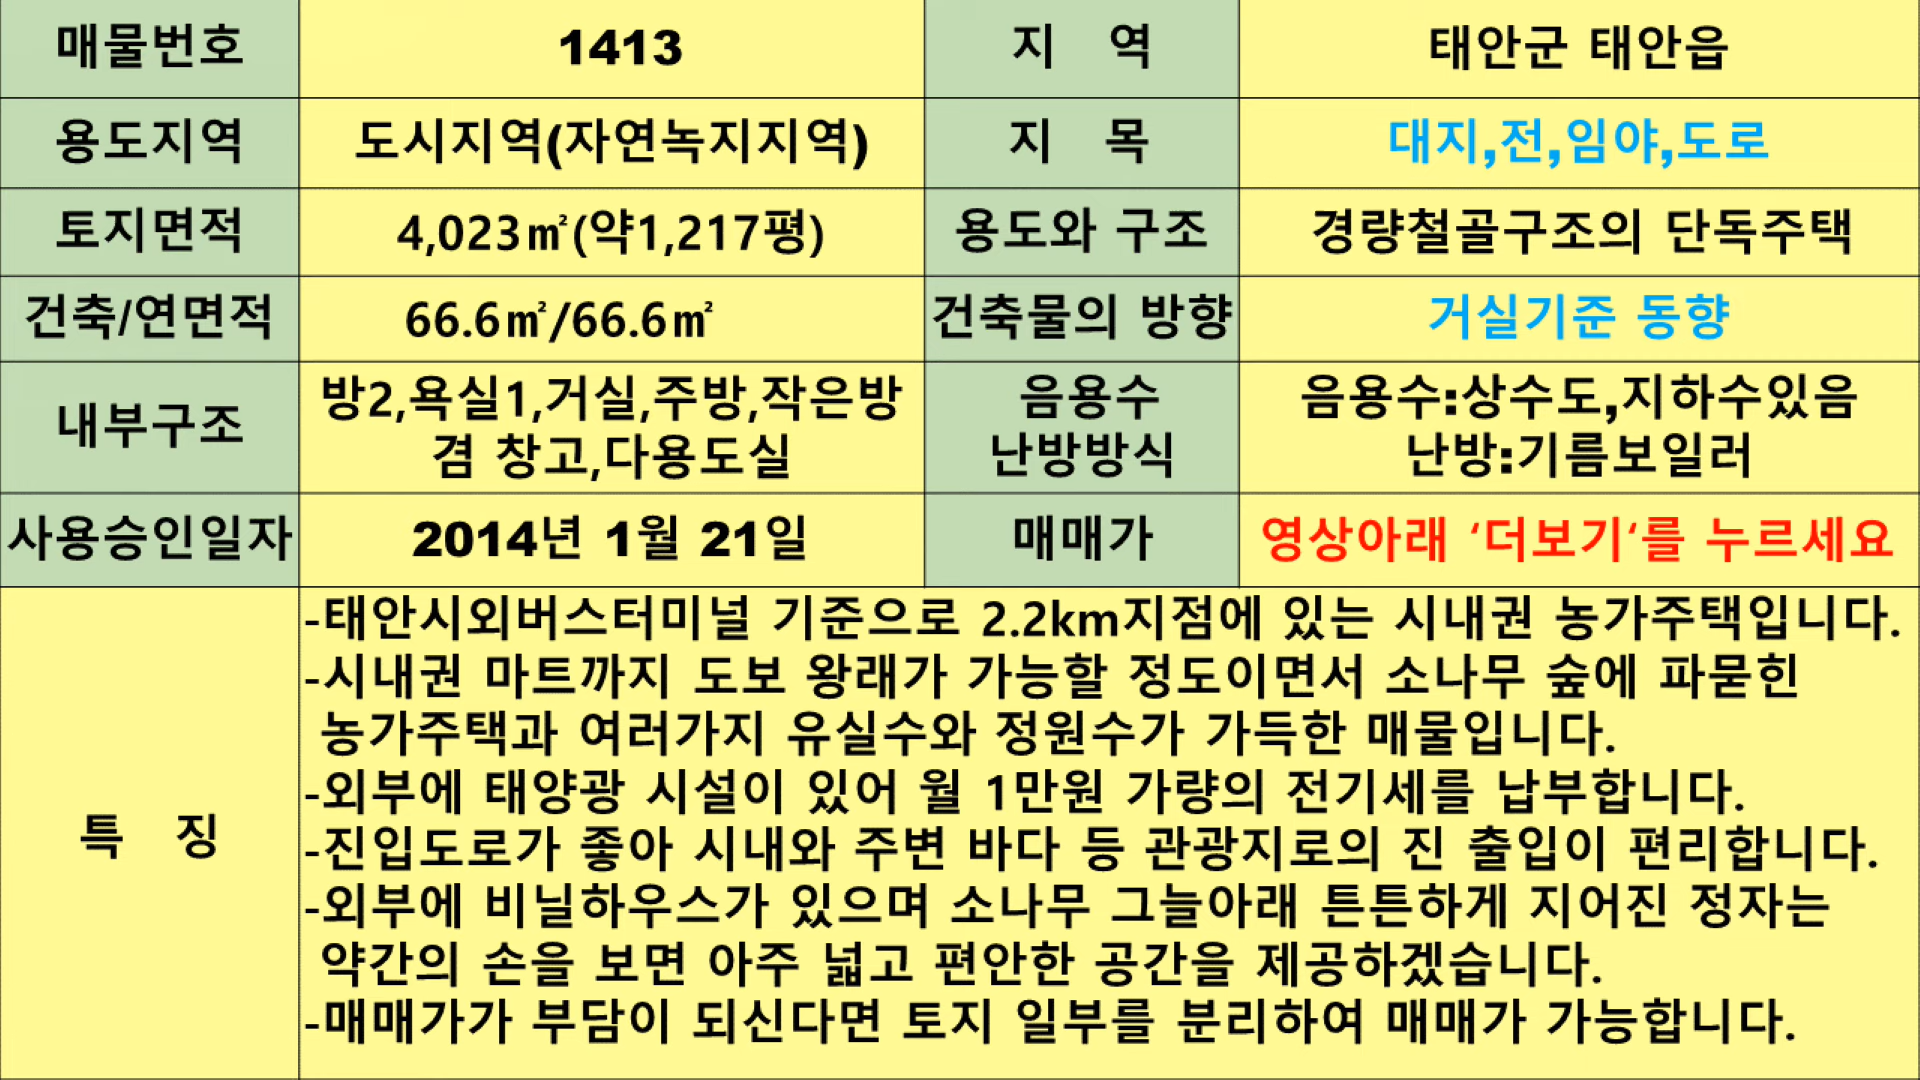 매물번호 1413 지 역 태안군 태안읍
용도지역 도시지역(자연녹지지역) 지 목 대지,전,임야,도로
토지면적 4,023㎡(약1,217평) 용도와 구조 경량철골구조의 단독주택
건축/연면적 66.6㎡/66.6㎡ 건축물의 방향 거실기준 동향
내부구조
방2,욕실1,거실,주방,작은방
겸 창고,다용도실
음용수
난방방식
음용수:상수도,지하수있음
난방:기름보일러
사용승인일자 2014년 1월 21일 매매가 영상아래 ‘더보기‘를 누르세요
특 징
-태안시외버스터미널 기준으로 2.2km지점에 있는 시내권 농가주택입니다.
-시내권 마트까지 도보 왕래가 가능할 정도이면서 소나무 숲에 파묻힌
농가주택과 여러가지 유실수와 정원수가 가득한 매물입니다.
-외부에 태양광 시설이 있어 월 1만원 가량의 전기세를 납부합니다.
-진입도로가 좋아 시내와 주변 바다 등 관광지로의 진 출입이 편리합니다.
-외부에 비닐하우스가 있으며 소나무 그늘아래 튼튼하게 지어진 정자는
약간의 손을 보면 아주 넓고 편안한 공간을 제공하겠습니다.
-매매가가 부담이 되신다면 토지 일부를 분리하여 매매가 가능합니다.